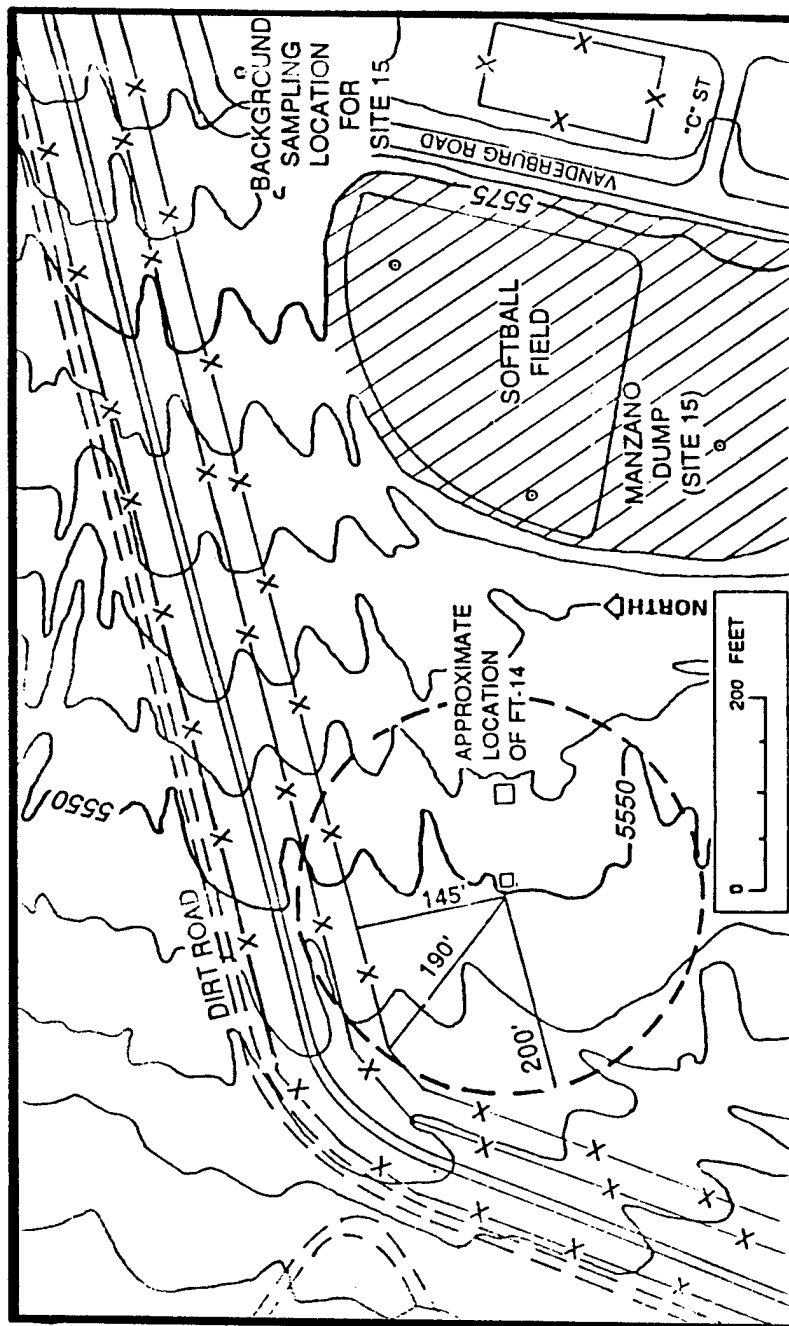 BACKGROUND
SAMPLING
LOCATION
FOR
SITE 15
"C" ST
VANDERBURG ROAD
5575
SOFTBALL
FIELD
MANZANO
DUMP
(SITE 15)
5550
APPROXIMATE
LOCATION
OF FT-14
NORTH
DIRT ROAD
145'
190'
200'
5550
0
200 FEET